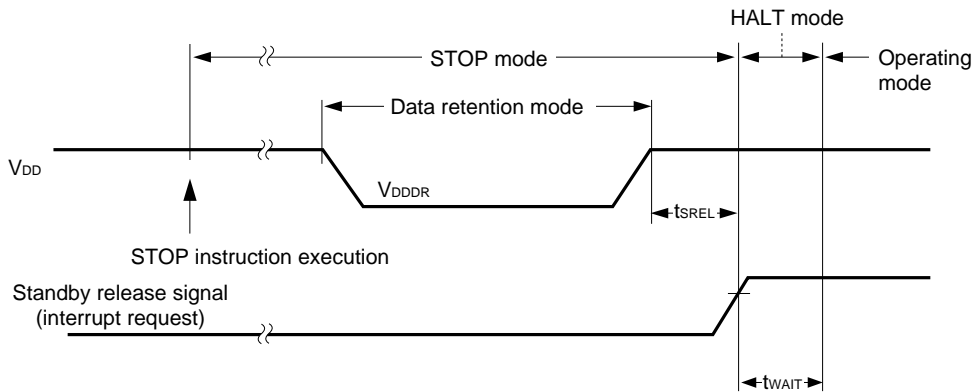 HALT mode
STOP mode
Operating
mode
Data retention mode
VDD
VDDDR
tSREL
STOP instruction execution
Standby release signal
(interrupt request)
tWAIT